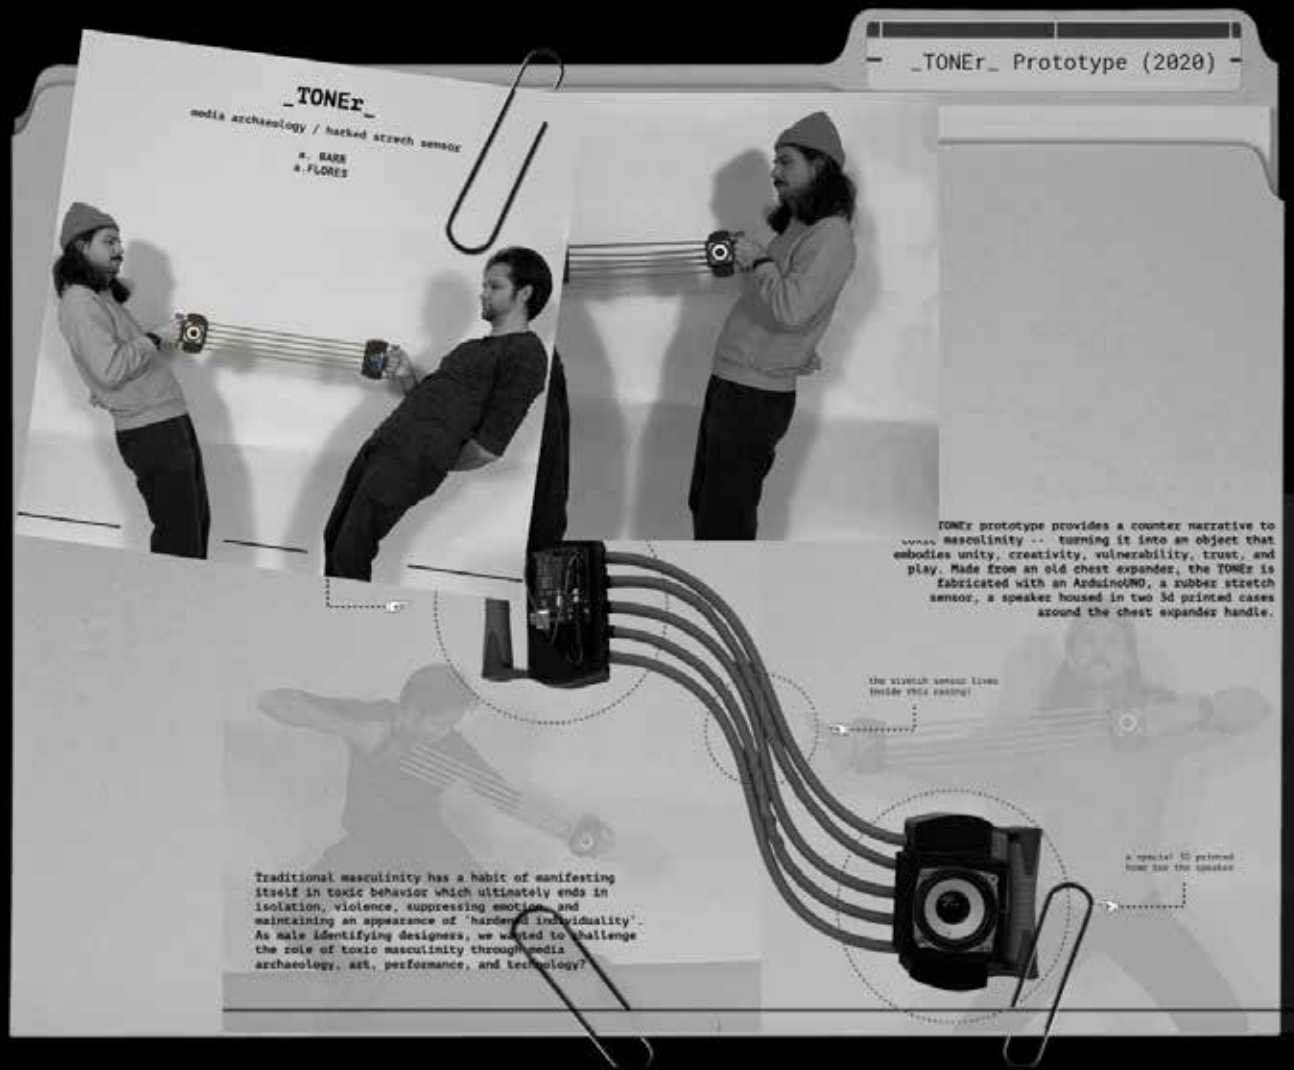 _TONEr_ Prototype (2020)
_TONEr_
media archaeology / hacked strech sensor
a. BARR
a.FLORES
TONEr prototype provides a counter narrative to
toxic masculinity -- turning it into an object that
embodies unity, creativity, vulnerability, trust, and
play. Made from an old chest expander, the TONEr is
fabricated with an ArduinoUNO, a rubber stretch
sensor, a speaker housed in two 3d printed cases
around the chest expander handle.
the stretch sensor lives
inside this casing!
a special 3D printed
home for the speaker
Traditional masculinity has a habit of manifesting
itself in toxic behavior which ultimately ends in
isolation, violence, suppressing emotion, and
maintaining an appearance of 'hardened individuality'.
As male identifying designers, we wanted to challenge
the role of toxic masculinity through media
archaeology, art, performance, and technology?